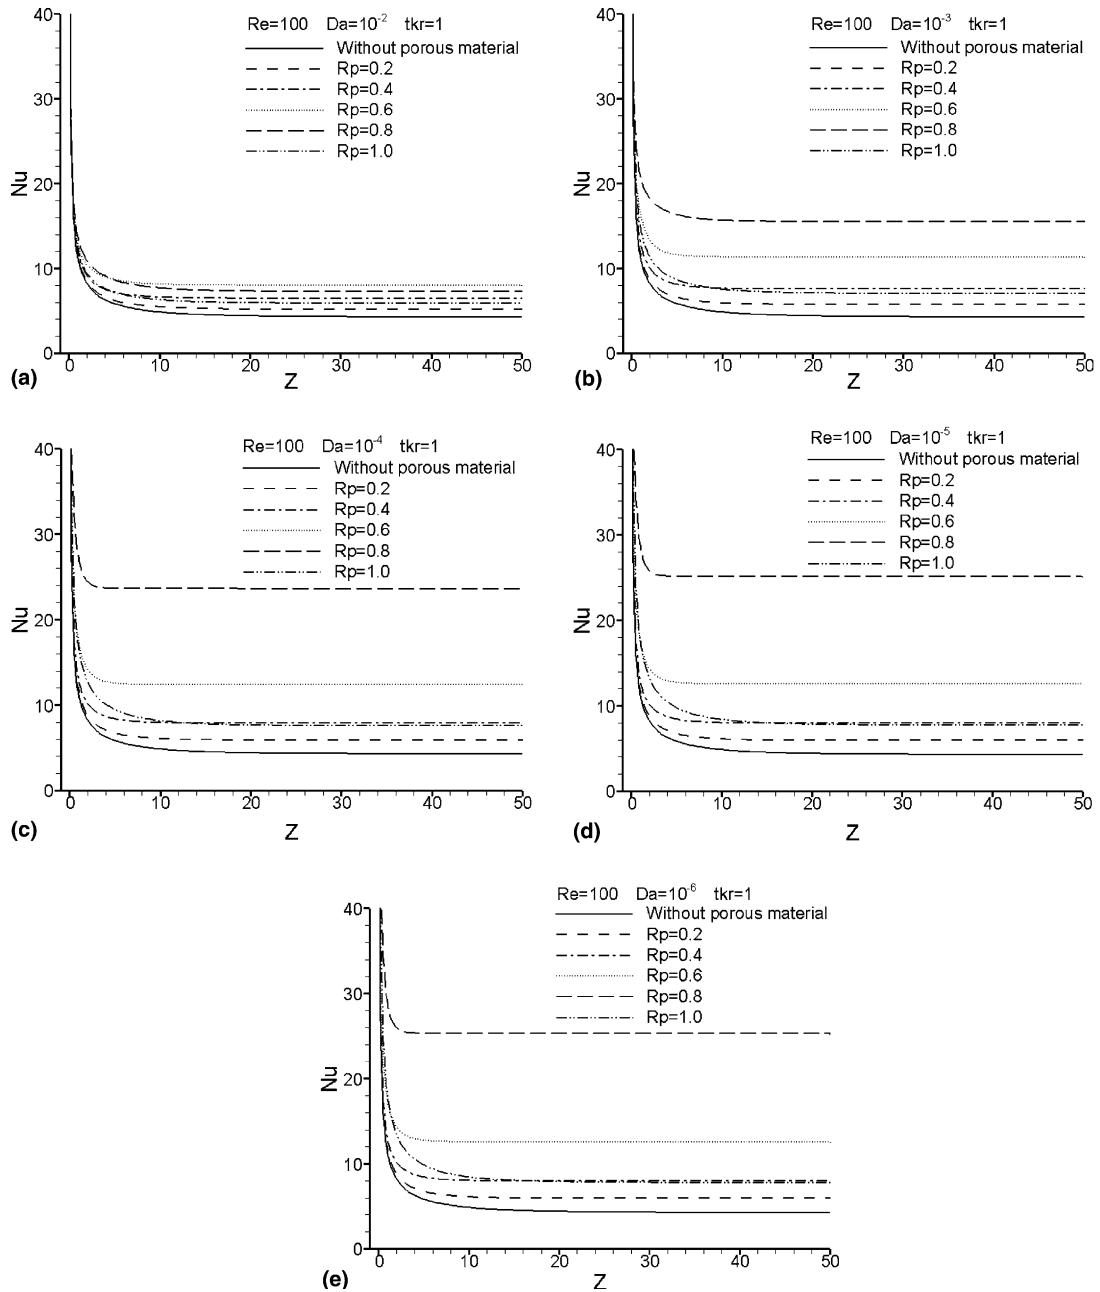 Re=100 Da=10-2 tkr=1
Without porous material
Rp=0.2
Rp=0.4
Rp=0.6
Rp=0.8
Rp=1.0
40
30
20
10
0
Nu
0 10 20 30 40 50
Z
(a)
Re=100 Da=10-3 tkr=1
Without porous material
Rp=0.2
Rp=0.4
Rp=0.6
Rp=0.8
Rp=1.0
40
30
20
10
0
Nu
0 10 20 30 40 50
Z
(b)
Re=100 Da=10-4 tkr=1
Without porous material
Rp=0.2
Rp=0.4
Rp=0.6
Rp=0.8
Rp=1.0
40
30
20
10
0
Nu
0 10 20 30 40 50
Z
(c)
Re=100 Da=10-5 tkr=1
Without porous material
Rp=0.2
Rp=0.4
Rp=0.6
Rp=0.8
Rp=1.0
40
30
20
10
0
Nu
0 10 20 30 40 50
Z
(d)
Re=100 Da=10-6 tkr=1
Without porous material
Rp=0.2
Rp=0.4
Rp=0.6
Rp=0.8
Rp=1.0
40
30
20
10
0
Nu
0 10 20 30 40 50
Z
(e)